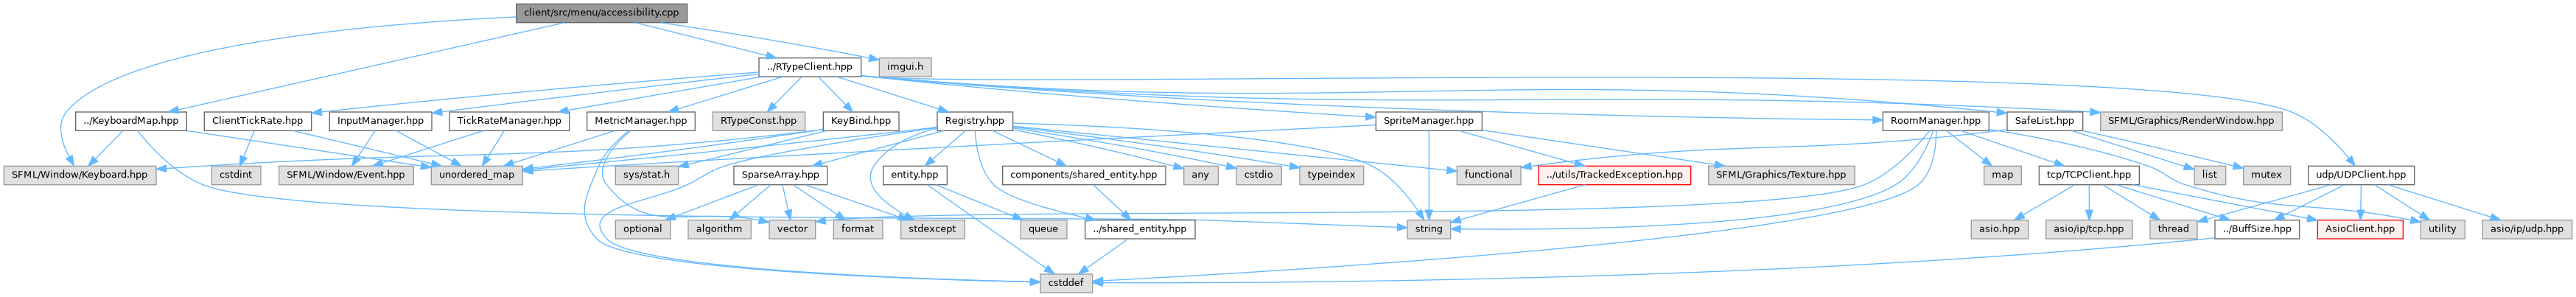 client/src/menu/accessibility.cpp
../RTypeClient.hpp
imgui.h
../KeyboardMap.hpp
ClientTickRate.hpp
InputManager.hpp
TickRateManager.hpp
MetricManager.hpp
RTypeConst.hpp
KeyBind.hpp
Registry.hpp
SpriteManager.hpp
RoomManager.hpp
SafeList.hpp
SFML/Graphics/RenderWindow.hpp
SFML/Window/Keyboard.hpp
cstdint
SFML/Window/Event.hpp
unordered_map
sys/stat.h
SparseArray.hpp
entity.hpp
components/shared_entity.hpp
any
cstdio
typeindex
functional
../utils/TrackedException.hpp
SFML/Graphics/Texture.hpp
map
tcp/TCPClient.hpp
list
mutex
udp/UDPClient.hpp
optional
algorithm
vector
format
stdexcept
queue
../shared_entity.hpp
string
asio.hpp
asio/ip/tcp.hpp
thread
../BuffSize.hpp
AsioClient.hpp
utility
asio/ip/udp.hpp
cstddef